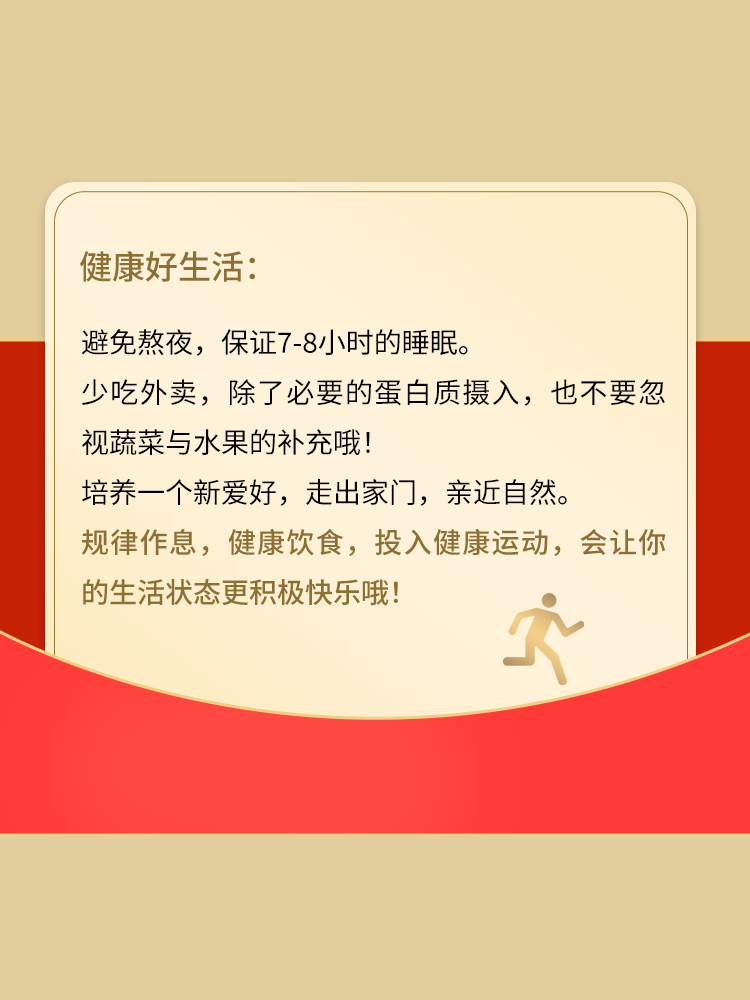 健康好生活：
避免熬夜，保证7-8小时的睡眠。
少吃外卖，除了必要的蛋白质摄入，也不要忽
视蔬菜与水果的补充哦！
培养一个新爱好，走出家门，亲近自然。
规律作息，健康饮食，投入健康运动，会让你
的生活状态更积极快乐哦！